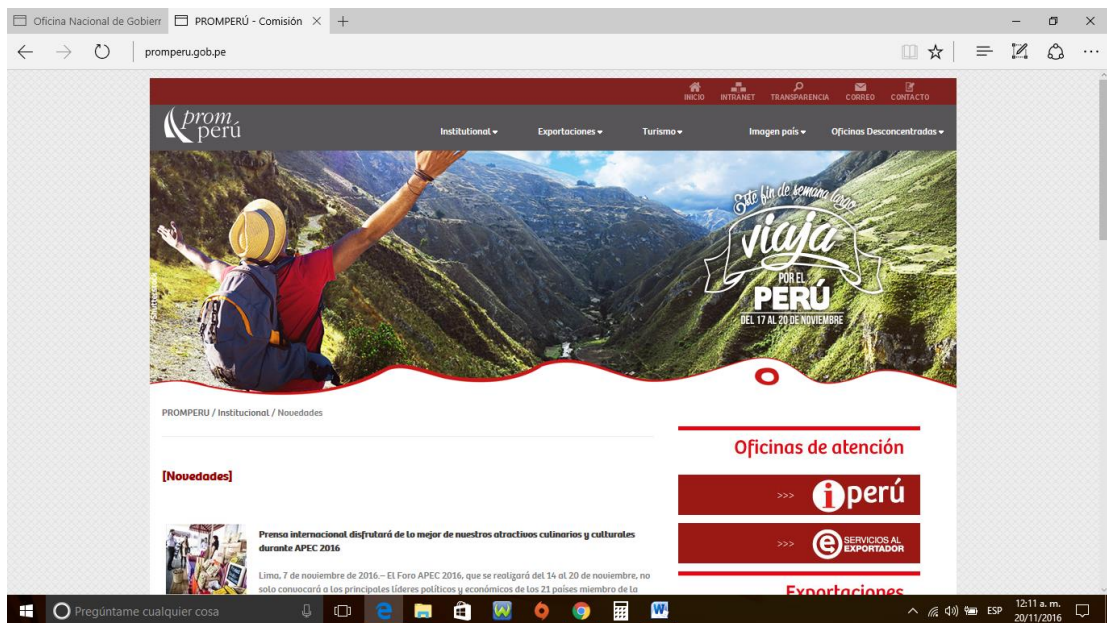 Oficina Nacional de Gobierr
PROMPERÚ - Comisión
promperu.gob.pe
INICIO INTRANET TRANSPARENCIA CORREO CONTACTO
prom
perú
Institutional Exportaciones Turismo Imagen país Oficinas Desconcentradas
Este fin de semana largo
viaja
POR EL
PERÚ
DEL 17 AL 20 DE NOVIEMBRE
PROMPERU / Institucional / Novedades
Oficinas de atención
[Novedades]
>>> i perú
Prensa internacional disfrutará de lo mejor de nuestros atractivos culinarios y culturales
durante APEC 2016
>>> e SERVICIOS AL
EXPORTADOR
Lima, 7 de noviembre de 2016.– El Foro APEC 2016, que se realizará del 14 al 20 de noviembre, no
solo convocará a los principales líderes políticos y económicos de los 21 países miembro de la
Exportaciones
Pregúntame cualquier cosa
ESP
12:11 a. m.
20/11/2016